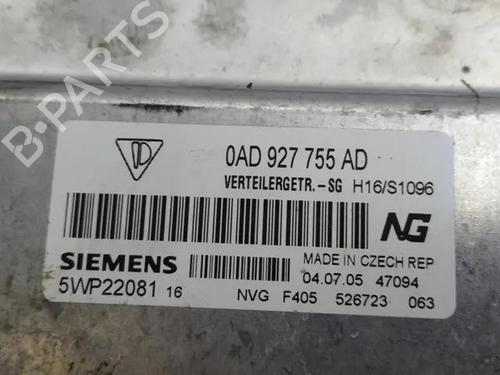 B-PARTS
0AD 927 755 AD
VERTEILERGETR.-SG H16/S1096
NG
SIEMENS
MADE IN CZECH REP
04.07.05 47094
5WP22081 16
NVG F405 526723 063